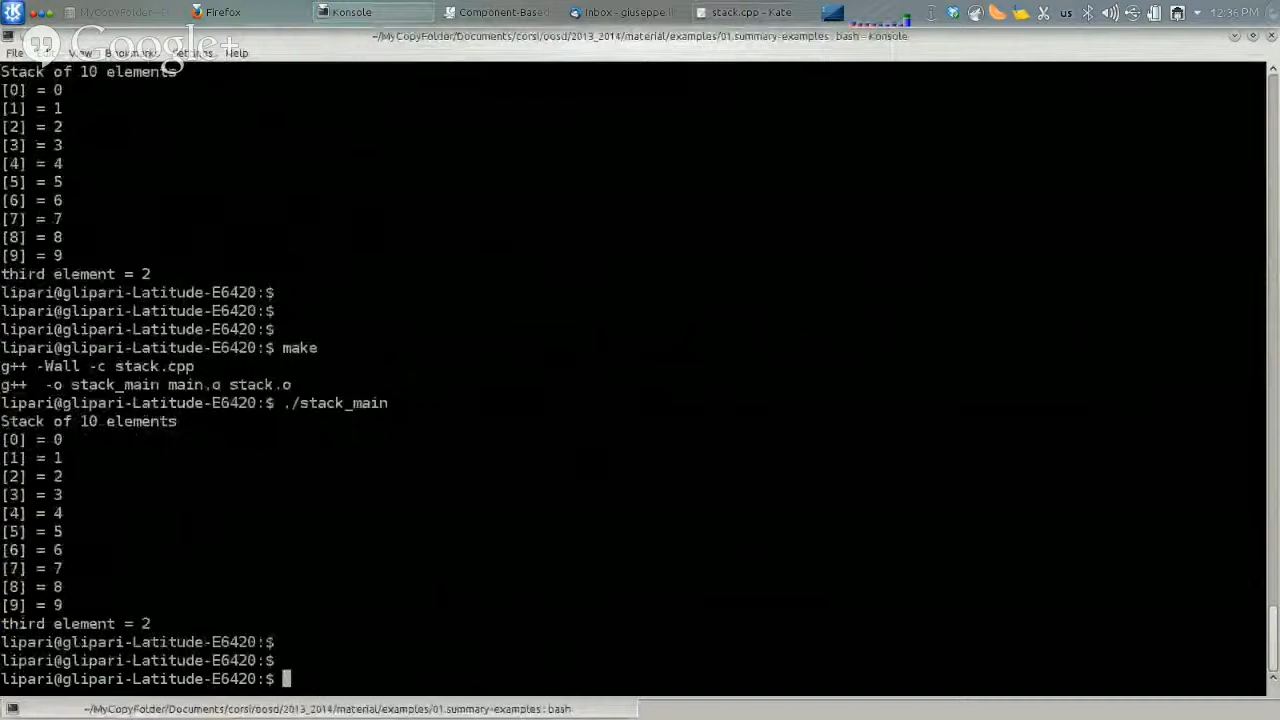 MyCopyFolder—E
Firefox
Konsole
Component-Based
Inbox - giuseppe.li
stack.cpp - Kate
us
12:36 PM
~/MyCopyFolder/Documents/corsi/oosd/2013_2014/material/examples/01.summary-examples : bash - Konsole
Google+
File Edit View Bookmarks Settings Help
Stack of 10 elements
[0] = 0
[1] = 1
[2] = 2
[3] = 3
[4] = 4
[5] = 5
[6] = 6
[7] = 7
[8] = 8
[9] = 9
third element = 2
lipari@glipari-Latitude-E6420:$
lipari@glipari-Latitude-E6420:$
lipari@glipari-Latitude-E6420:$
lipari@glipari-Latitude-E6420:$ make
g++ -Wall -c stack.cpp
g++  -o stack_main main.o stack.o
lipari@glipari-Latitude-E6420:$ ./stack_main
Stack of 10 elements
[0] = 0
[1] = 1
[2] = 2
[3] = 3
[4] = 4
[5] = 5
[6] = 6
[7] = 7
[8] = 8
[9] = 9
third element = 2
lipari@glipari-Latitude-E6420:$
lipari@glipari-Latitude-E6420:$
lipari@glipari-Latitude-E6420:$
~/MyCopyFolder/Documents/corsi/oosd/2013_2014/material/examples/01.summary-examples : bash